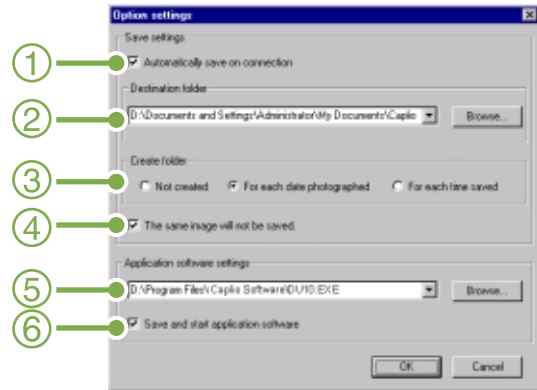 Option settings
Save settings
① Automatically save on connection
Destination folder
② D:\Documents and Settings\Administrator\My Documents\Caplio Browse...
Create folder
③ Not created For each date photographed For each time saved
④ The same image will not be saved.
Application software settings
⑤ D:\Program Files\Caplio Software\DU10.EXE Browse...
⑥ Save and start application software
OK Cancel